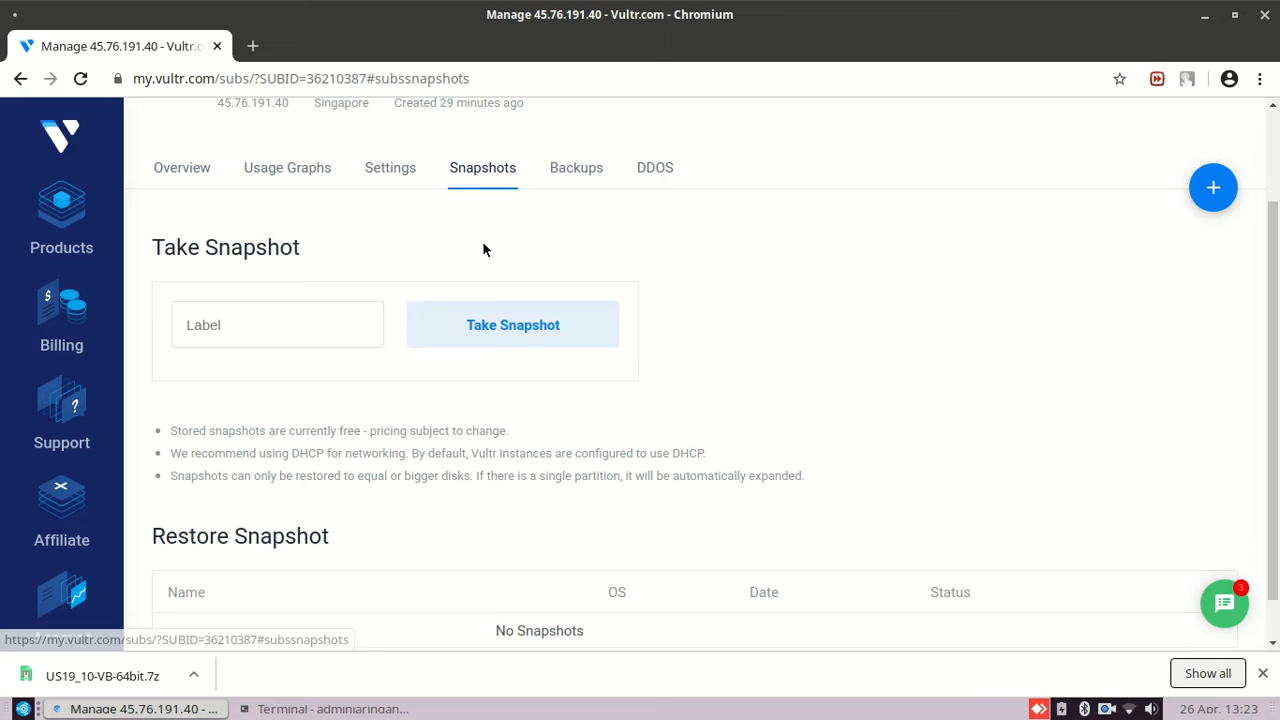 Manage 45.76.191.40 - Vultr.com - Chromium
Manage 45.76.191.40 - Vultr.c
my.vultr.com/subs/?SUBID=36210387#subssnapshots
45.76.191.40 Singapore Created 29 minutes ago
Overview Usage Graphs Settings Snapshots Backups DDOS
+
Products
Billing
Support
Affiliate
Take Snapshot
Label Take Snapshot
Stored snapshots are currently free - pricing subject to change.
We recommend using DHCP for networking. By default, Vultr instances are configured to use DHCP.
Snapshots can only be restored to equal or bigger disks. If there is a single partition, it will be automatically expanded.
Restore Snapshot
Name OS Date Status
No Snapshots
3
https://my.vultr.com/subs/?SUBID=36210387#subssnapshots
US19_10-VB-64bit.7z
Show all
Manage 45.76.191.40 - ... Terminal - adminiaringan... 26 Apr, 13:23